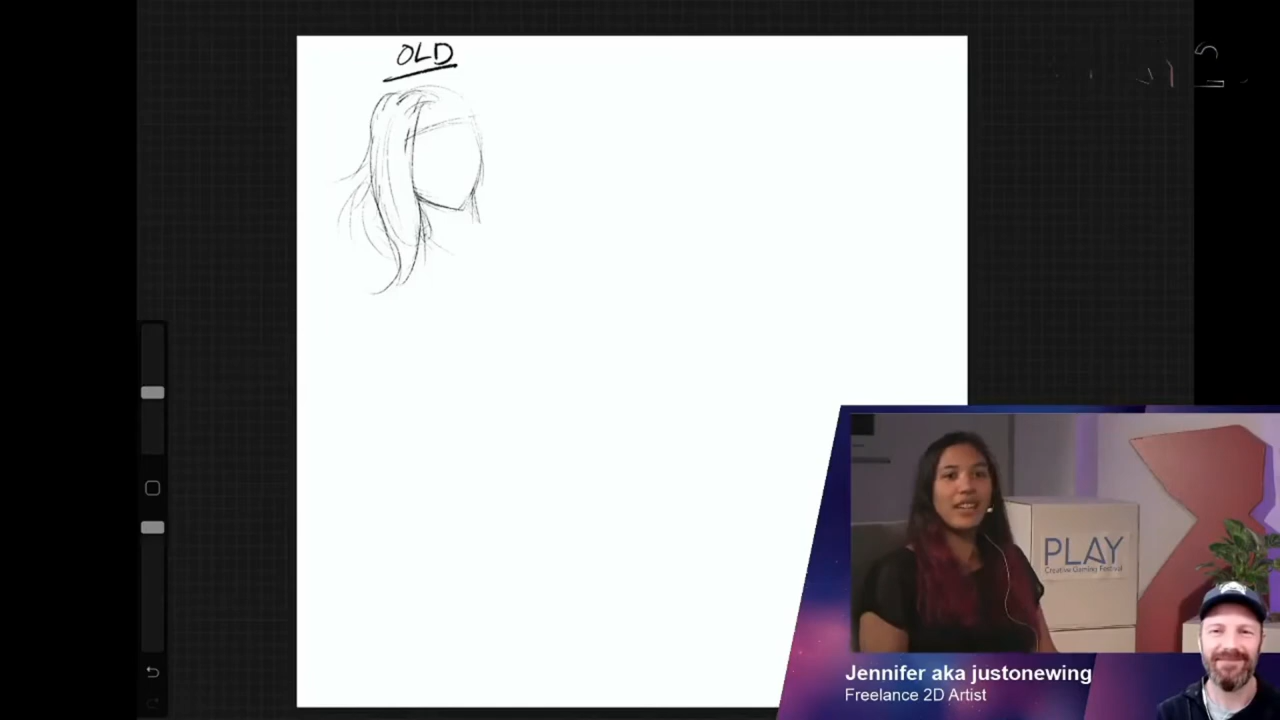 OLD
PLAY
Creative Gaming Festival
Jennifer aka justonewing
Freelance 2D Artist